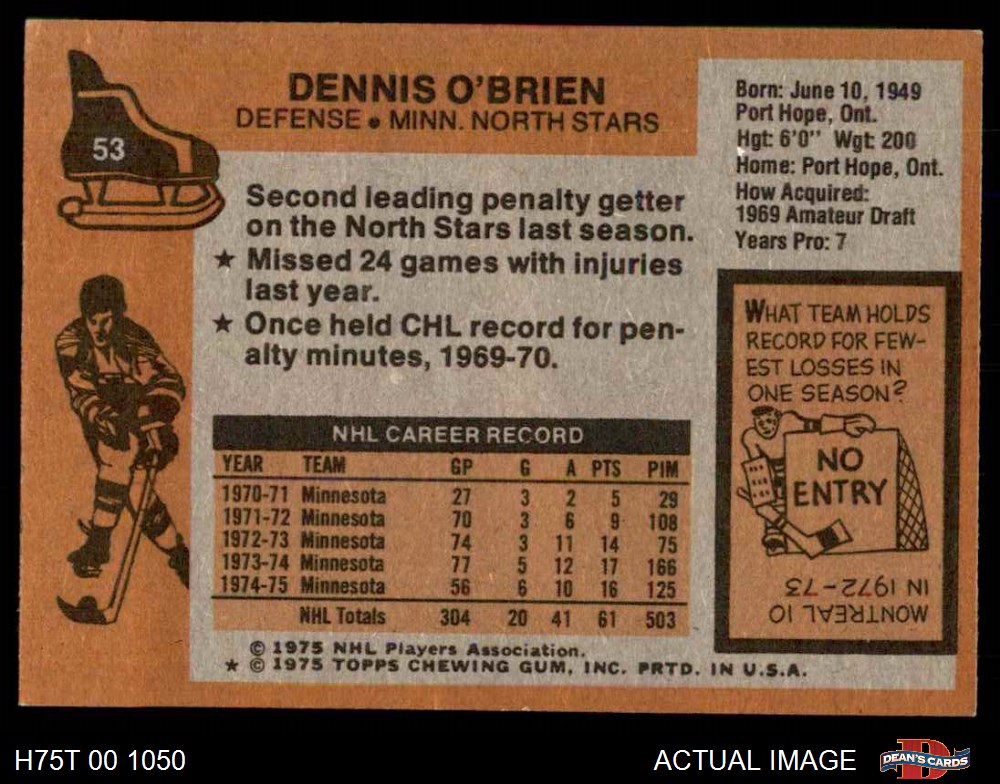 53
DENNIS O'BRIEN
DEFENSE • MINN. NORTH STARS
Born: June 10, 1949
Port Hope, Ont.
Hgt: 6'0" Wgt: 200
Home: Port Hope, Ont.
How Acquired:
1969 Amateur Draft
Years Pro: 7
Second leading penalty getter
on the North Stars last season.
★ Missed 24 games with injuries
last year.
★ Once held CHL record for pen-
alty minutes, 1969-70.
NHL CAREER RECORD
YEAR TEAM GP G A PTS PIM
1970-71 Minnesota 27 3 2 5 29
1971-72 Minnesota 70 3 6 9 108
1972-73 Minnesota 74 3 11 14 75
1973-74 Minnesota 77 5 12 17 166
1974-75 Minnesota 56 6 10 16 125
NHL Totals 304 20 41 61 503
WHAT TEAM HOLDS
RECORD FOR FEW-
EST LOSSES IN
ONE SEASON?
NO
ENTRY
MONTREAL 10
IN 1972-73
© 1975 NHL Players Association.
★ © 1975 TOPPS CHEWING GUM, INC. PRTD. IN U.S.A.
H75T 00 1050
ACTUAL IMAGE
D
DEAN'S CARDS